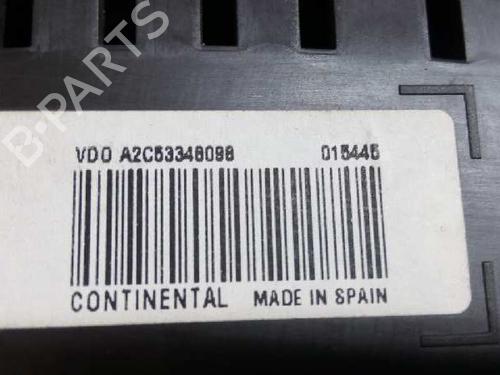 VDO A2C53346098 015445
CONTINENTAL MADE IN SPAIN
B-PARTS